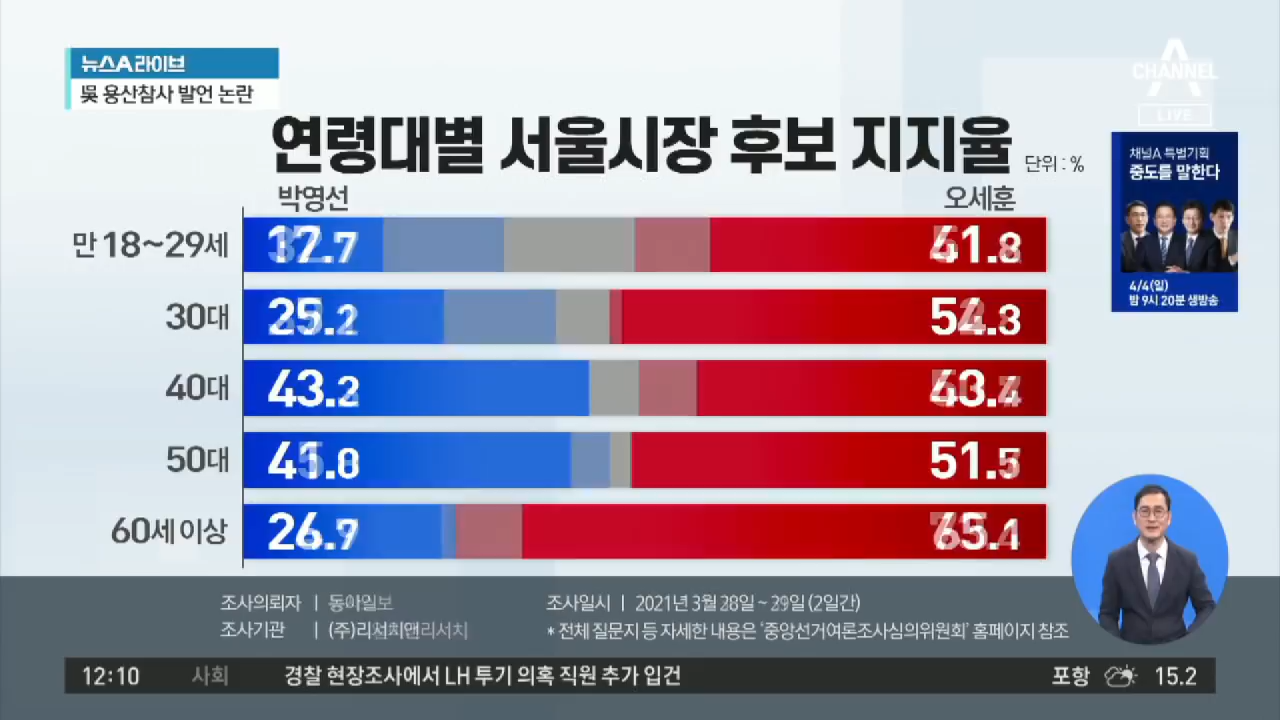 뉴스A 라이브
吳 용산참사 발언 논란
CHANNEL A
LIVE
연령대별 서울시장 후보 지지율
단위 : %
박영선
오세훈
만 18~29세
41.8
30대
25.2
54.3
40대
43.2
43.4
50대
41.0
51.5
60세 이상
26.9
65.1
채널A 특별기획
중도를 말한다
4/4(일)
밤 9시 20분 생방송
조사의뢰자 | 동아일보
조사일시 | 2021년 3월 28일 ~ 29일 (2일간)
조사기관 | (주)리서치앤리서치
* 전체 질문지 등 자세한 내용은 ‘중앙선거여론조사심의위원회’ 홈페이지 참조
12:10 사회 경찰 현장조사에서 LH 투기 의혹 직원 추가 입건
포항 15.2